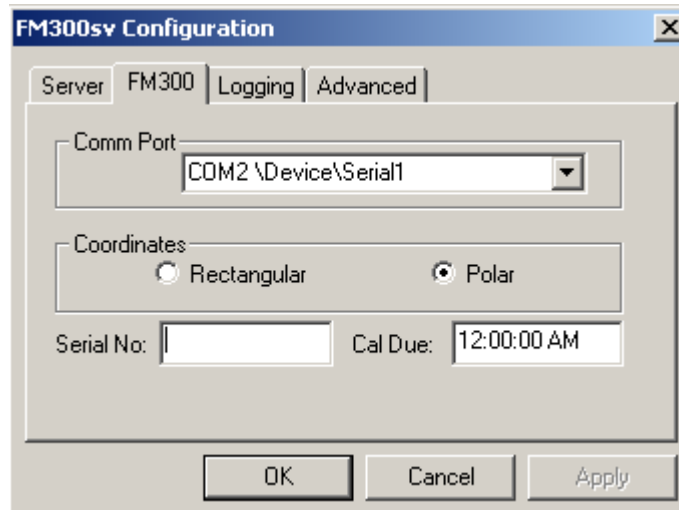 FM300sv Configuration
Server FM300 Logging Advanced
Comm Port
COM2 \Device\Serial1
Coordinates
Rectangular Polar
Serial No: Cal Due: 12:00:00 AM
OK Cancel Apply